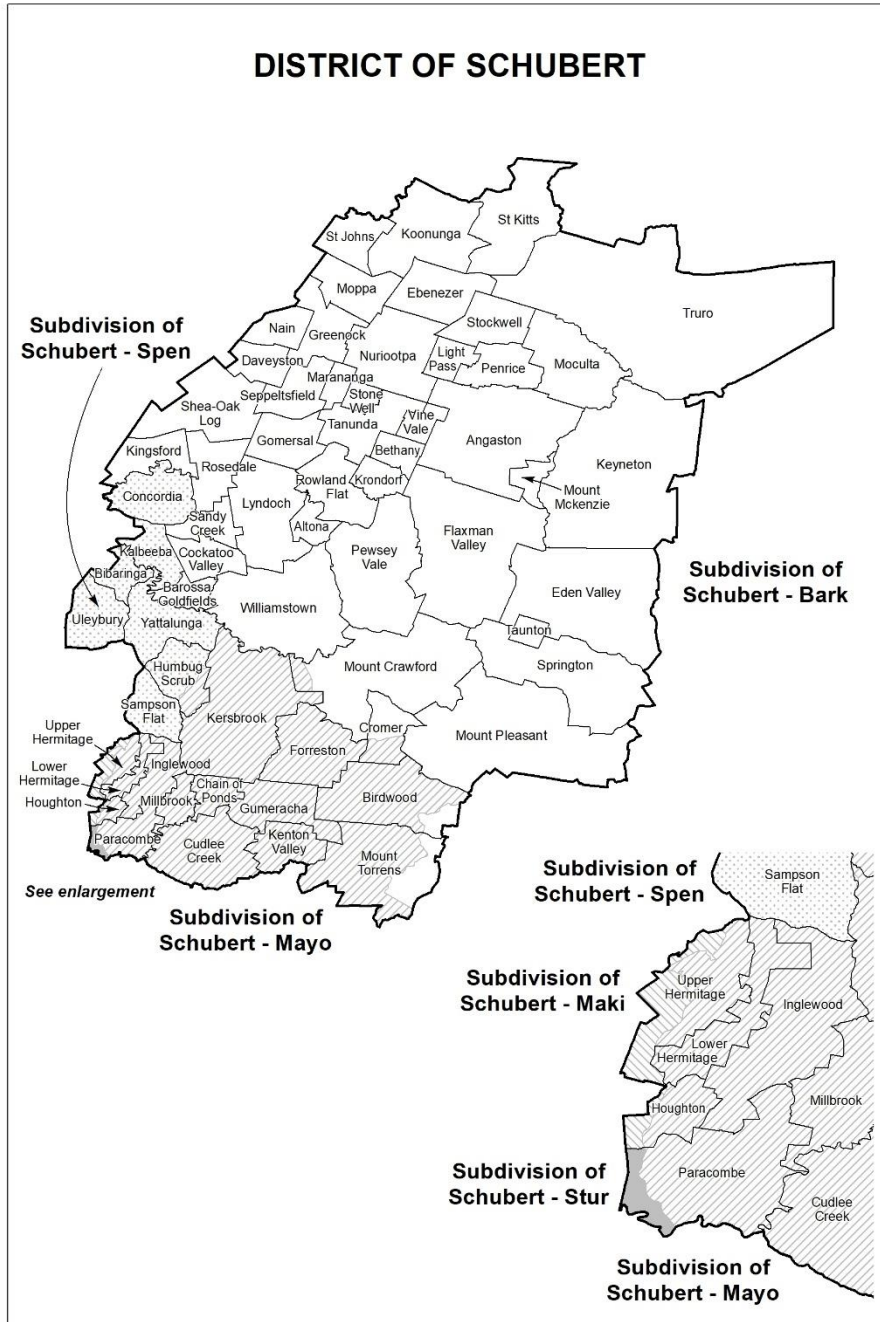 DISTRICT OF SCHUBERT
St Kitts
St Johns
Koonunga
Moppa
Ebenezer
Truro
Subdivision of
Schubert - Spen
Nain
Greenock
Stockwell
Nuriootpa
Light
Pass
Penrice
Moculta
Daveyston
Marananga
Seppeltsfield
Stone
Well
Shea-Oak
Log
Tanunda
Vine
Vale
Gomersal
Angaston
Kingsford
Bethany
Keyneton
Rosedale
Rowland
Flat
Krondorf
Mount
Mckenzie
Concordia
Lyndoch
Sandy
Creek
Altona
Flaxman
Valley
Kalbeeba
Cockatoo
Valley
Pewsey
Vale
Subdivision of
Schubert - Bark
Bibaringa
Barossa
Goldfields
Eden Valley
Williamstown
Uleybury
Yattalunga
Taunton
Humbug
Scrub
Mount Crawford
Springton
Sampson
Flat
Kersbrook
Cromer
Mount Pleasant
Upper
Hermitage
Forreston
Inglewood
Lower
Hermitage
Chain of
Ponds
Birdwood
Houghton
Millbrook
Gumeracha
Paracombe
Cudlee
Creek
Kenton
Valley
Mount
Torrens
See enlargement
Subdivision of
Schubert - Mayo
Subdivision of
Schubert - Spen
Sampson
Flat
Subdivision of
Schubert - Maki
Upper
Hermitage
Inglewood
Lower
Hermitage
Houghton
Millbrook
Subdivision of
Schubert - Stur
Paracombe
Cudlee
Creek
Subdivision of
Schubert - Mayo